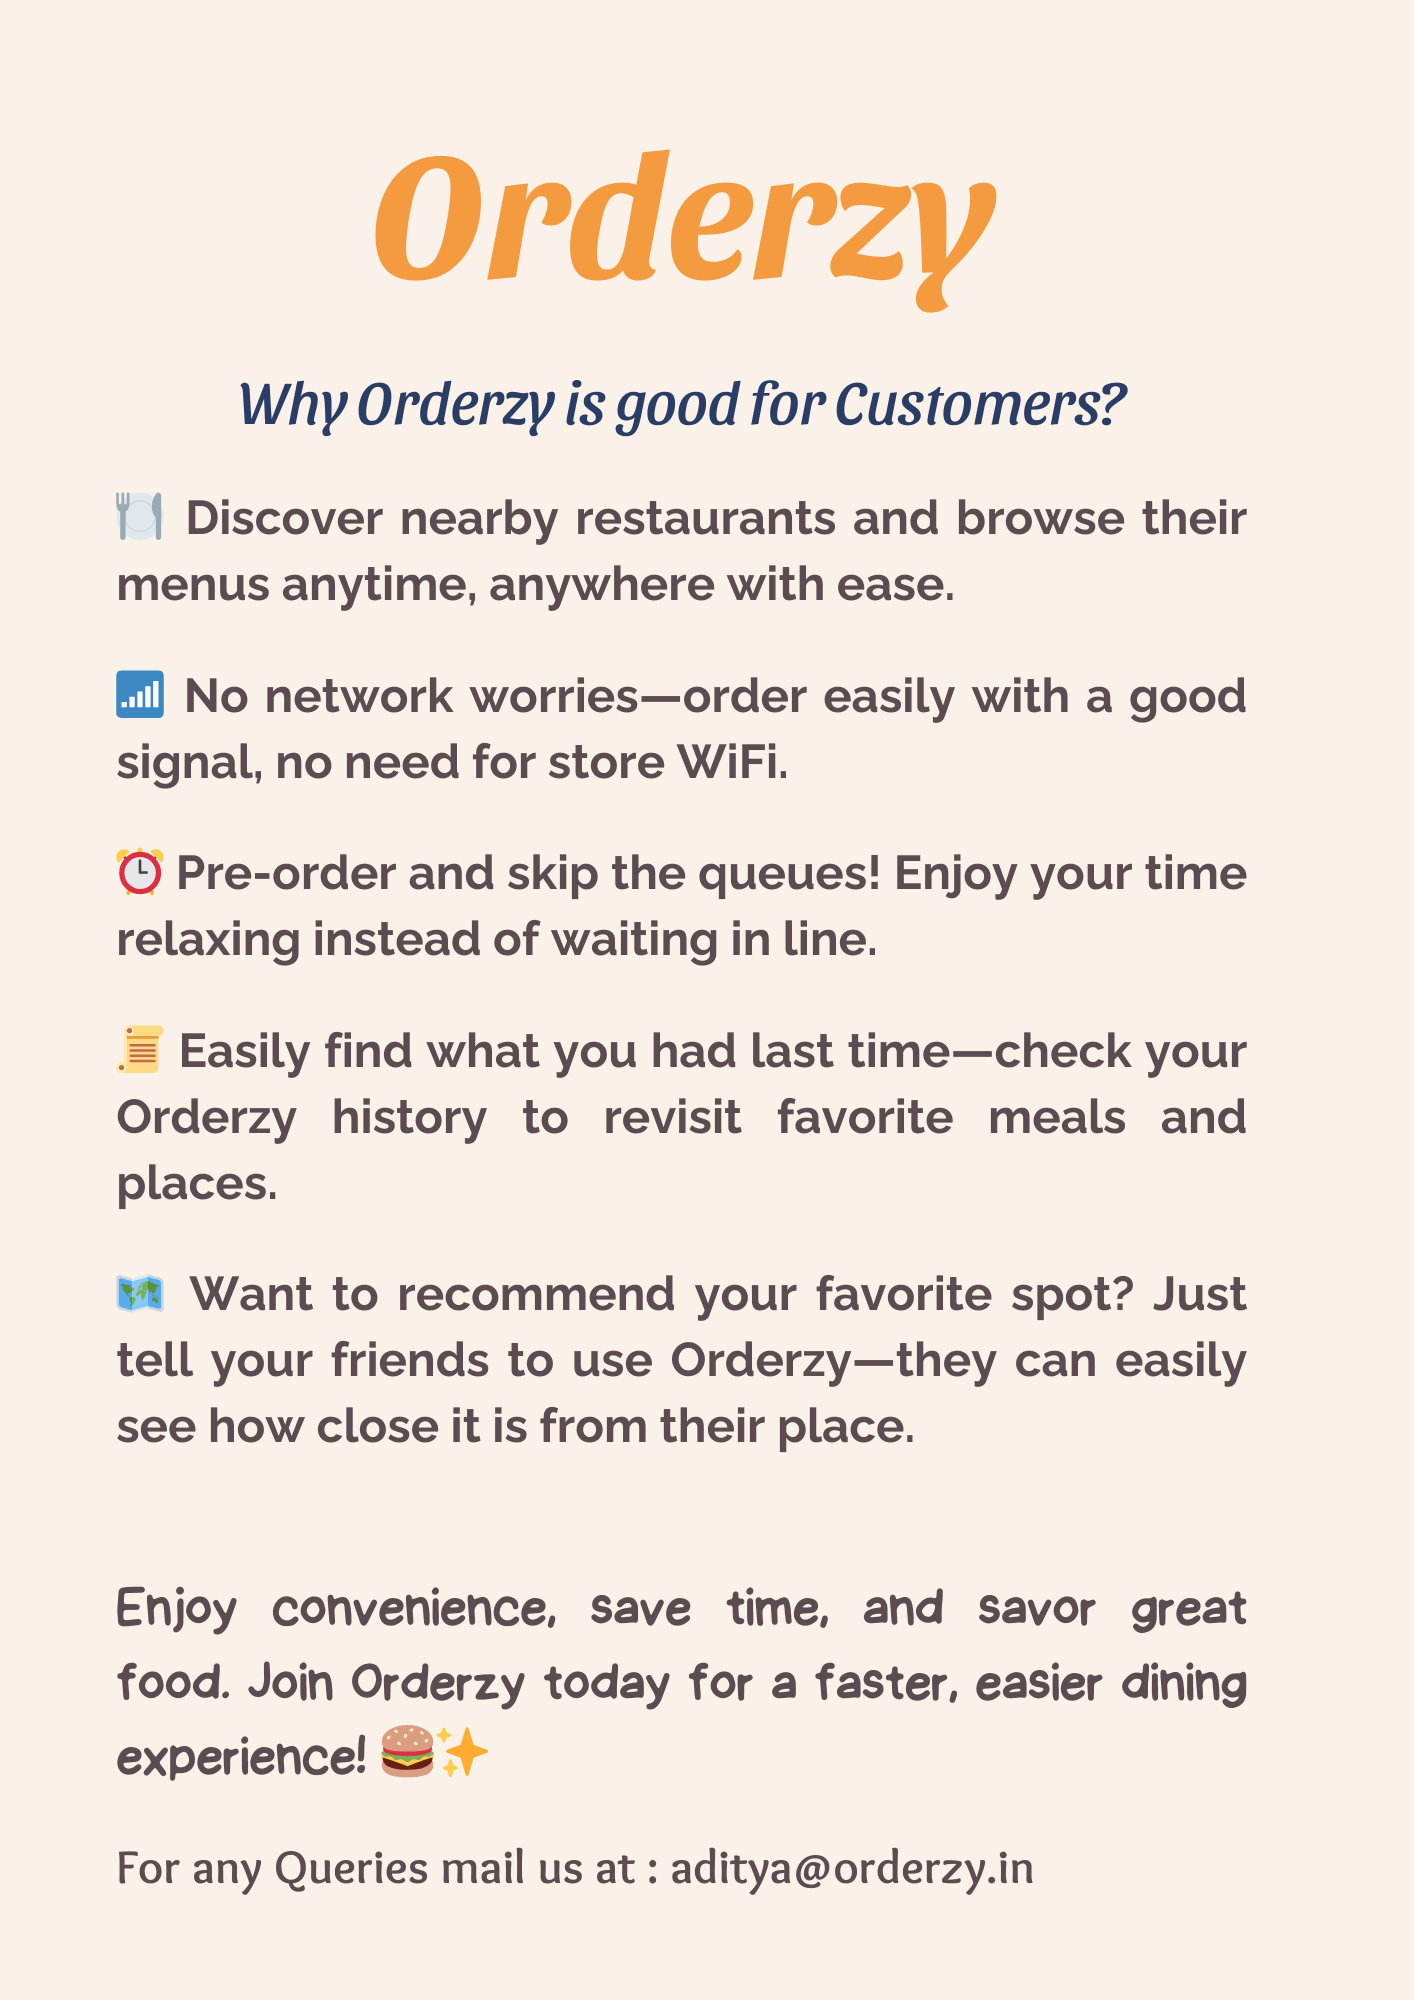 Orderzy
Why Orderzy is good for Customers?
🍽️ Discover nearby restaurants and browse their
menus anytime, anywhere with ease.
📶 No network worries—order easily with a good
signal, no need for store WiFi.
⏰ Pre-order and skip the queues! Enjoy your time
relaxing instead of waiting in line.
📜 Easily find what you had last time—check your
Orderzy history to revisit favorite meals and
places.
🗺️ Want to recommend your favorite spot? Just
tell your friends to use Orderzy—they can easily
see how close it is from their place.
Enjoy convenience, save time, and savor great
food. Join Orderzy today for a faster, easier dining
experience! 🍔✨
For any Queries mail us at : aditya@orderzy.in